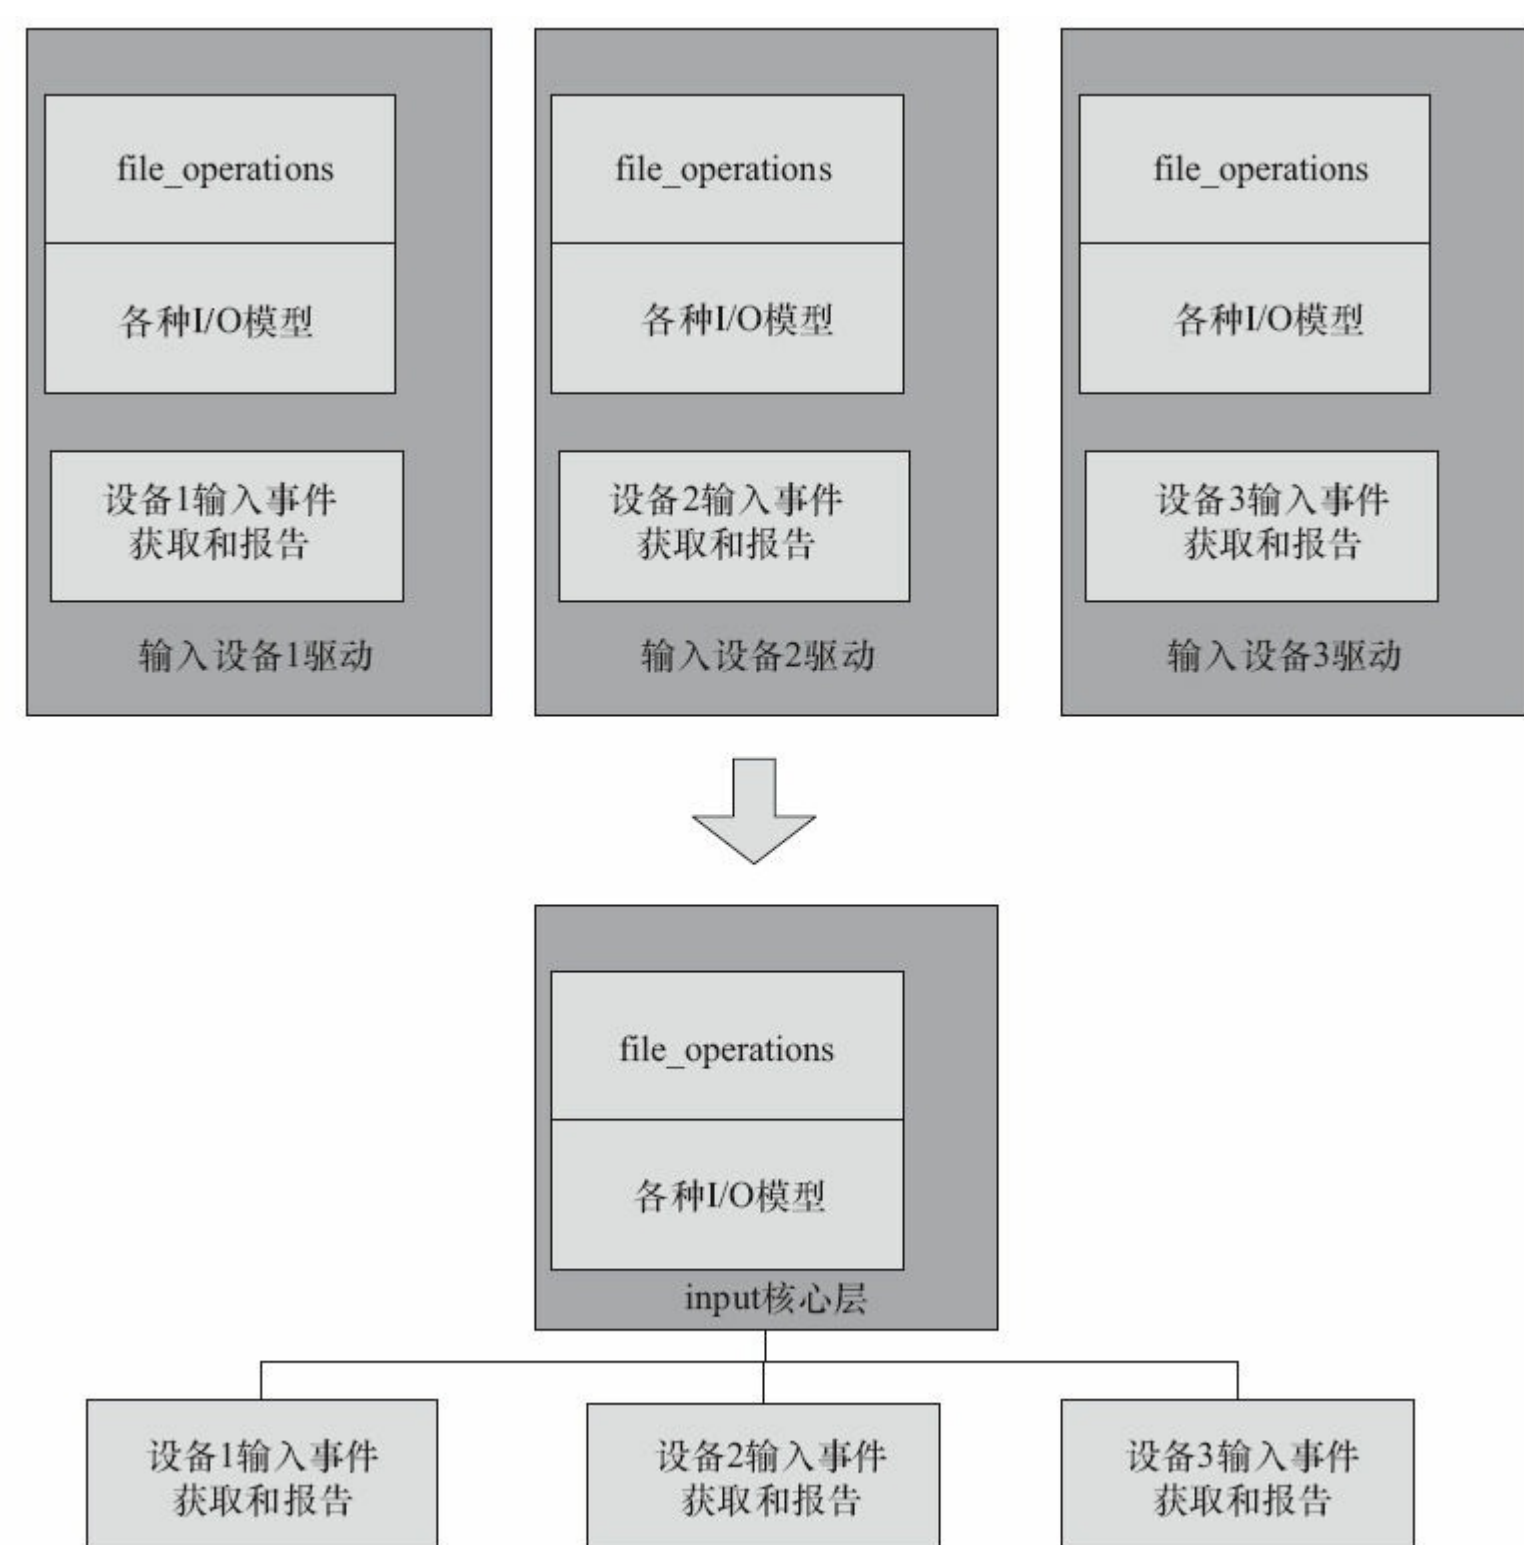 file_operations
file_operations
file_operations
各种I/O模型
各种I/O模型
各种I/O模型
设备1输入事件
获取和报告
设备2输入事件
获取和报告
设备3输入事件
获取和报告
输入设备1驱动
输入设备2驱动
输入设备3驱动
file_operations
各种I/O模型
input核心层
设备1输入事件
获取和报告
设备2输入事件
获取和报告
设备3输入事件
获取和报告